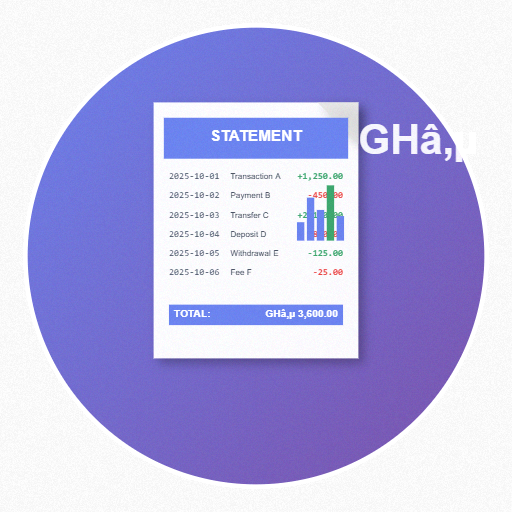 STATEMENT
GHâ‚µ
2025-10-01 Transaction A +1,250.00
2025-10-02 Payment B
2025-10-03 Transfer C
2025-10-04 Deposit D
2025-10-05 Withdrawal E -125.00
2025-10-06 Fee F -25.00
TOTAL: GHâ‚µ 3,600.00